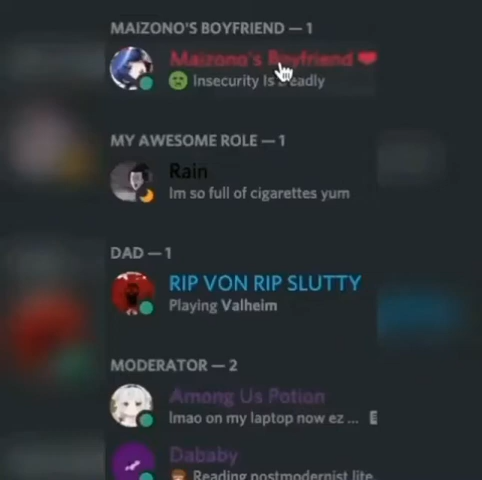 MAIZONO'S BOYFRIEND — 1
Maizono's Boyfriend
Insecurity Is Deadly
MY AWESOME ROLE — 1
Rain
Im so full of cigarettes yum
DAD — 1
RIP VON RIP SLUTTY
Playing Valheim
MODERATOR — 2
Among Us Potion
lmao on my laptop now ez ...
Dababy
Reading postmodernist lite